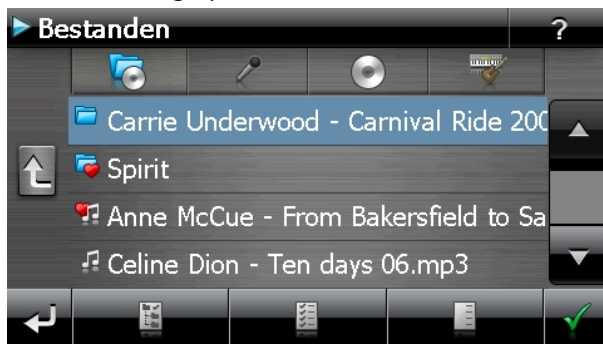 Bestanden ?
Carrie Underwood - Carnival Ride 200
Spirit
Anne McCue - From Bakersfield to Sa
Celine Dion - Ten days 06.mp3